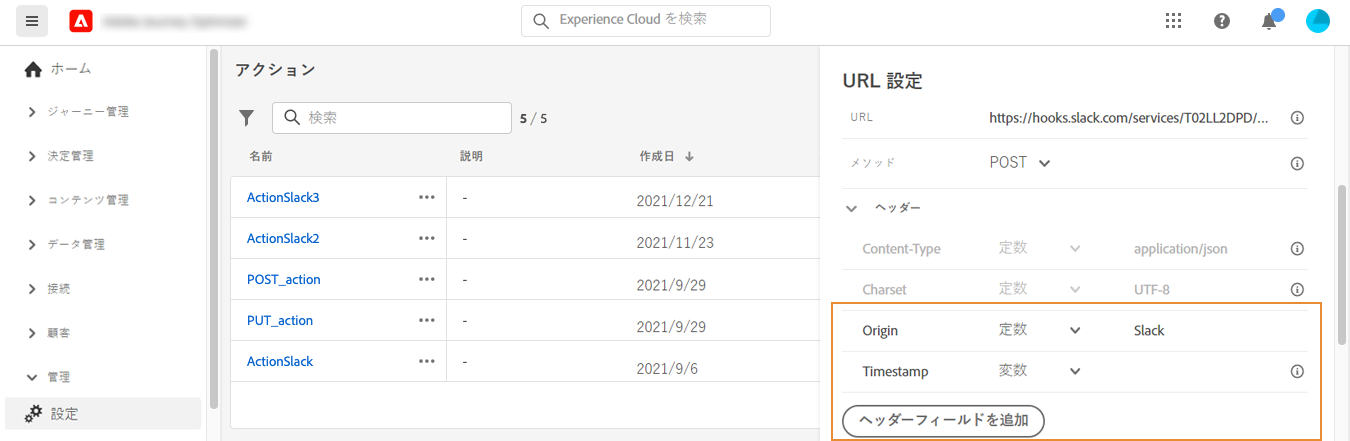 Experience Cloud を検索
ホーム
ジャーニー管理
決定管理
コンテンツ管理
データ管理
接続
顧客
管理
設定
アクション
検索
5 / 5
名前 説明 作成日
ActionSlack3 - 2021/12/21
ActionSlack2 - 2021/11/23
POST_action - 2021/9/29
PUT_action - 2021/9/29
ActionSlack - 2021/9/6
URL 設定
URL https://hooks.slack.com/services/T02LL2DPD/...
メソッド POST
ヘッダー
Content-Type 定数 application/json
Charset 定数 UTF-8
Origin 定数 Slack
Timestamp 変数
ヘッダーフィールドを追加